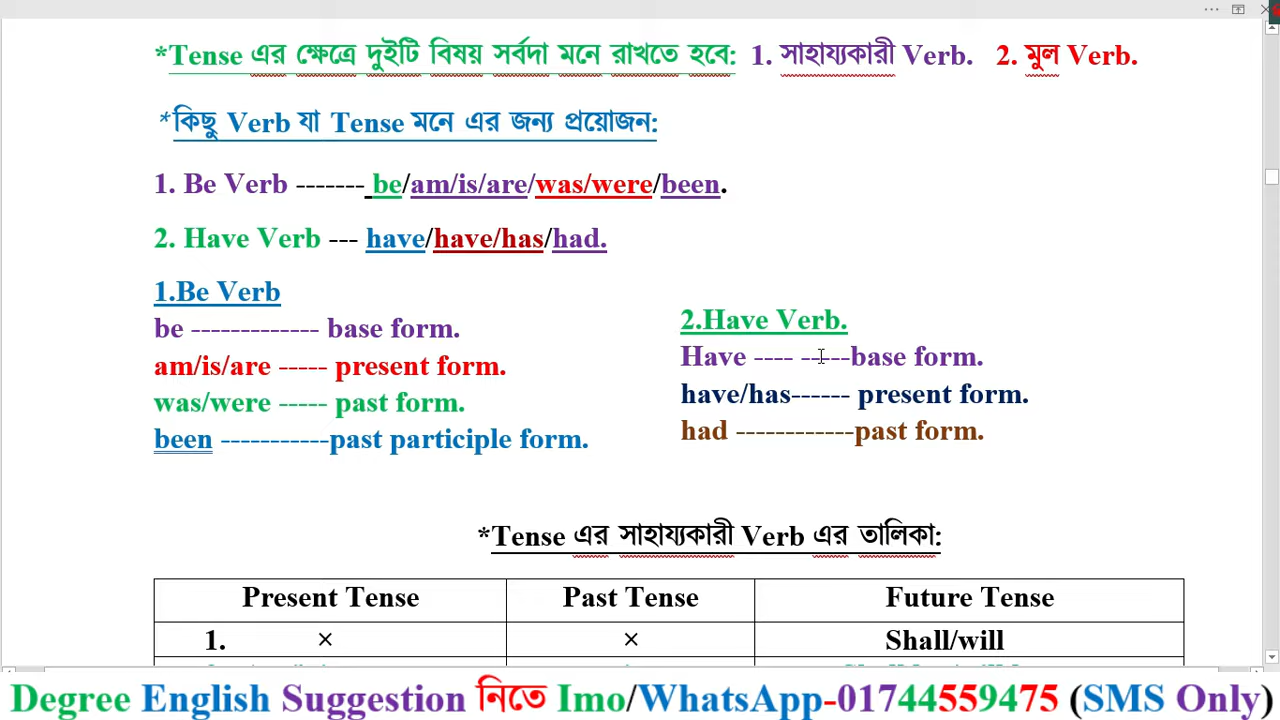 *Tense এর ক্ষেত্রে দুইটি বিষয় সর্বদা মনে রাখতে হবে: 1. সাহায্যকারী Verb. 2. মুল Verb.
*কিছু Verb যা Tense মনে এর জন্য প্রয়োজন:
1. Be Verb ------- be/am/is/are/was/were/been.
2. Have Verb --- have/have/has/had.
1.Be Verb
be ------------- base form.
am/is/are ----- present form.
was/were ----- past form.
been -----------past participle form.
2.Have Verb.
Have ---- -----base form.
have/has------ present form.
had ------------past form.
*Tense এর সাহায্যকারী Verb এর তালিকা:
Present Tense Past Tense Future Tense
1. × × Shall/will
Degree English Suggestion নিতে Imo/WhatsApp-01744559475 (SMS Only)